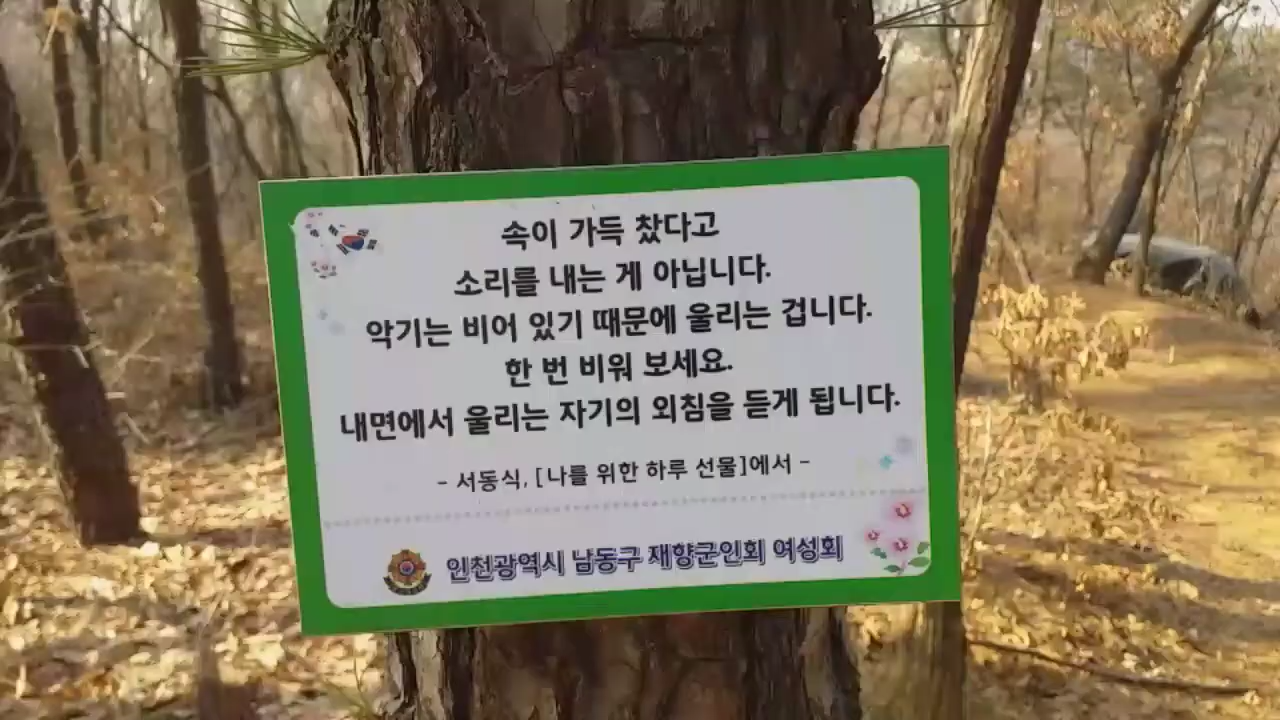 속이 가득 찼다고
소리를 내는 게 아닙니다.
악기는 비어 있기 때문에 울리는 겁니다.
한 번 비워 보세요.
내면에서 울리는 자기의 외침을 듣게 됩니다.
- 서동식, [나를 위한 하루 선물]에서 -
인천광역시 남동구 재향군인회 여성회